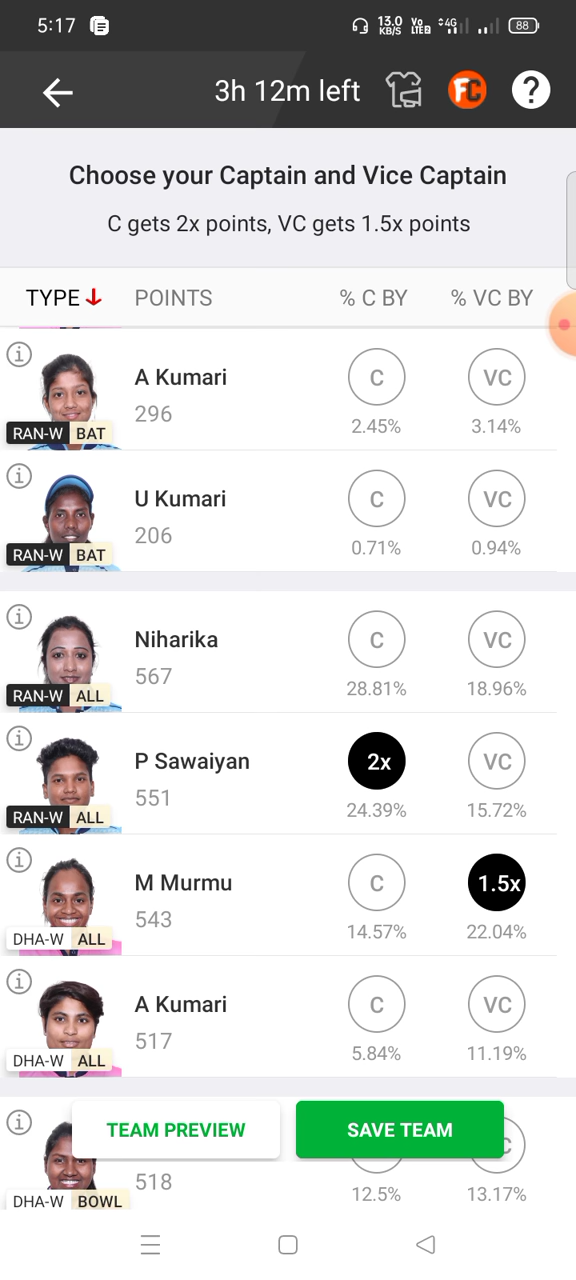 5:17 13.0 KB/S Vo LTE2 4G 88
3h 12m left FC ?
Choose your Captain and Vice Captain
C gets 2x points, VC gets 1.5x points
TYPE POINTS % C BY % VC BY
A Kumari C VC
296 2.45% 3.14%
RAN-W BAT
U Kumari C VC
206 0.71% 0.94%
RAN-W BAT
Niharika C VC
567 28.81% 18.96%
RAN-W ALL
P Sawaiyan 2x VC
551 24.39% 15.72%
RAN-W ALL
M Murmu C 1.5x
543 14.57% 22.04%
DHA-W ALL
A Kumari C VC
517 5.84% 11.19%
DHA-W ALL
TEAM PREVIEW SAVE TEAM
518 12.5% 13.17%
DHA-W BOWL